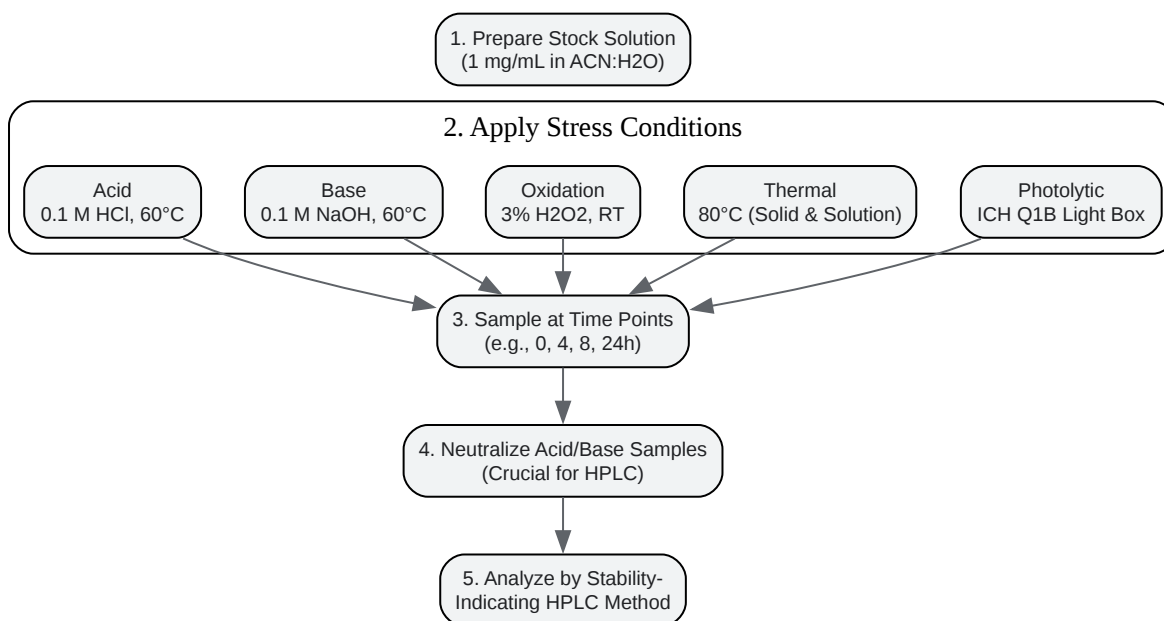 1. Prepare Stock Solution
(1 mg/mL in ACN:H2O)
2. Apply Stress Conditions
Acid
0.1 M HCl, 60°C
Base
0.1 M NaOH, 60°C
Oxidation
3% H2O2, RT
Thermal
80°C (Solid & Solution)
Photolytic
ICH Q1B Light Box
3. Sample at Time Points
(e.g., 0, 4, 8, 24h)
4. Neutralize Acid/Base Samples
(Crucial for HPLC)
5. Analyze by Stability-
Indicating HPLC Method